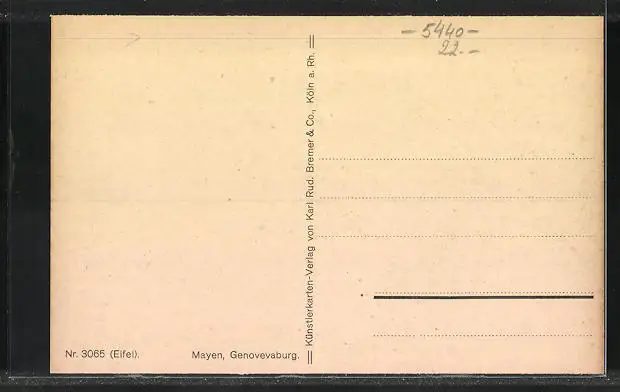 - 5440 -
22.-
Künstlerkarten-Verlag von Karl Rud. Bremer & Co., Köln a. Rh.
Nr. 3065 (Eifel).
Mayen, Genovevaburg.